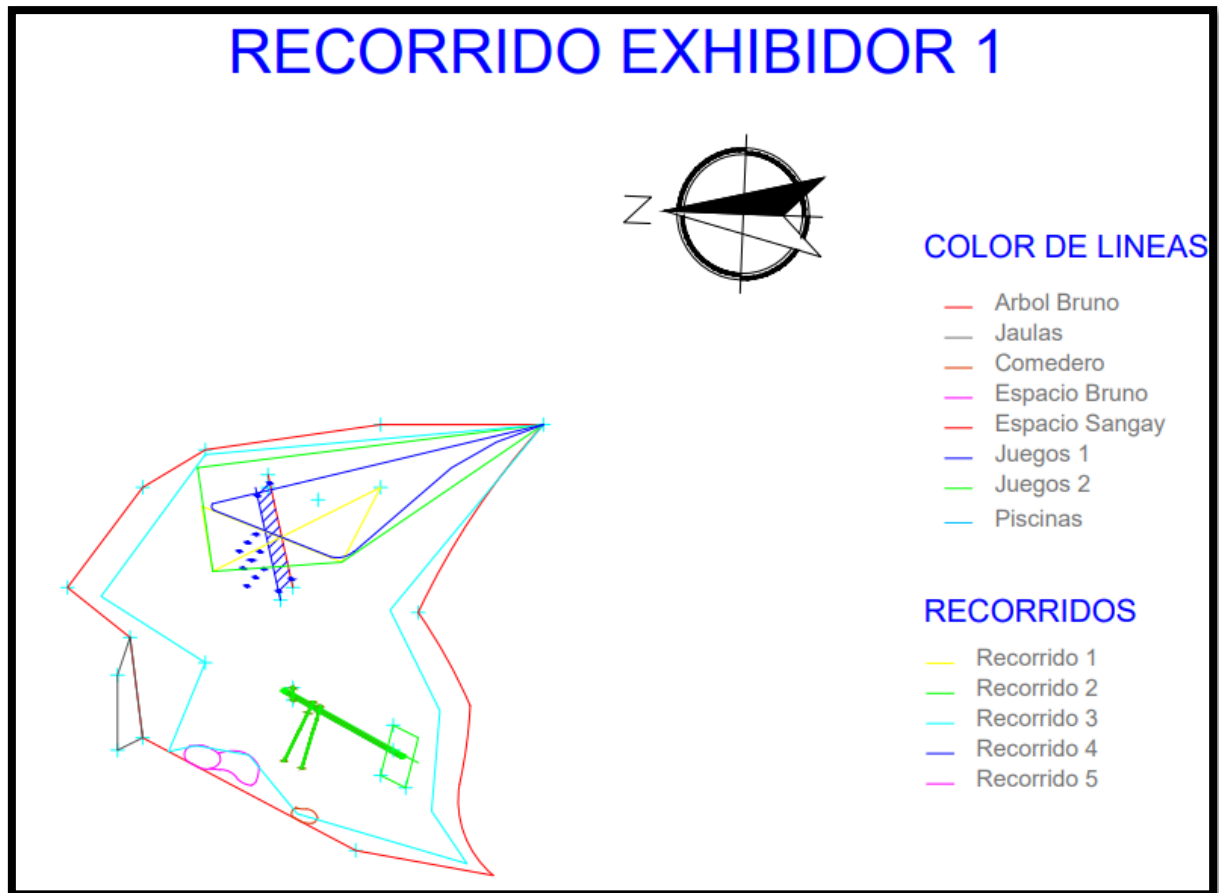 RECORRIDO EXHIBIDOR 1
N
COLOR DE LINEAS
Arbol Bruno
Jaulas
Comedero
Espacio Bruno
Espacio Sangay
Juegos 1
Juegos 2
Piscinas
RECORRIDOS
Recorrido 1
Recorrido 2
Recorrido 3
Recorrido 4
Recorrido 5